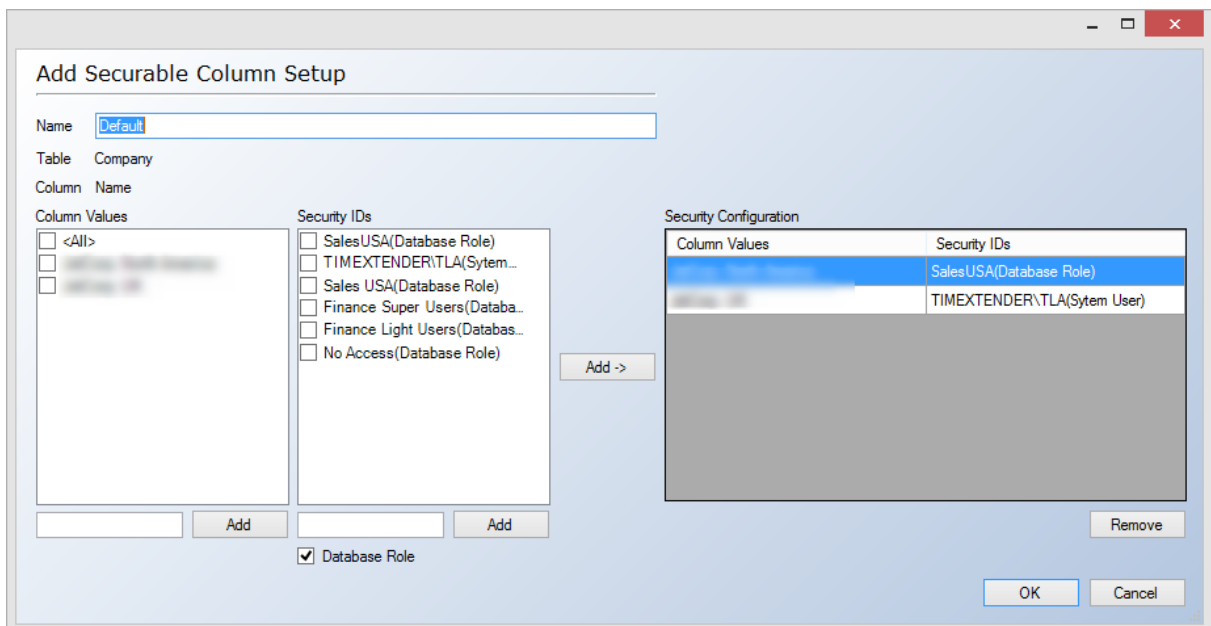 Add Securable Column Setup
Name Default
Table Company
Column Name
Column Values Security IDs Security Configuration
<All> SalesUSA(Database Role) Column Values Security IDs
TIMEXTENDER\TLA(Sytem... SalesUSA(Database Role)
Sales USA(Database Role) TIMEXTENDER\TLA(Sytem User)
Finance Super Users(Databa...
Finance Light Users(Databas...
No Access(Database Role)
Add ->
Add Add Remove
Database Role
OK Cancel